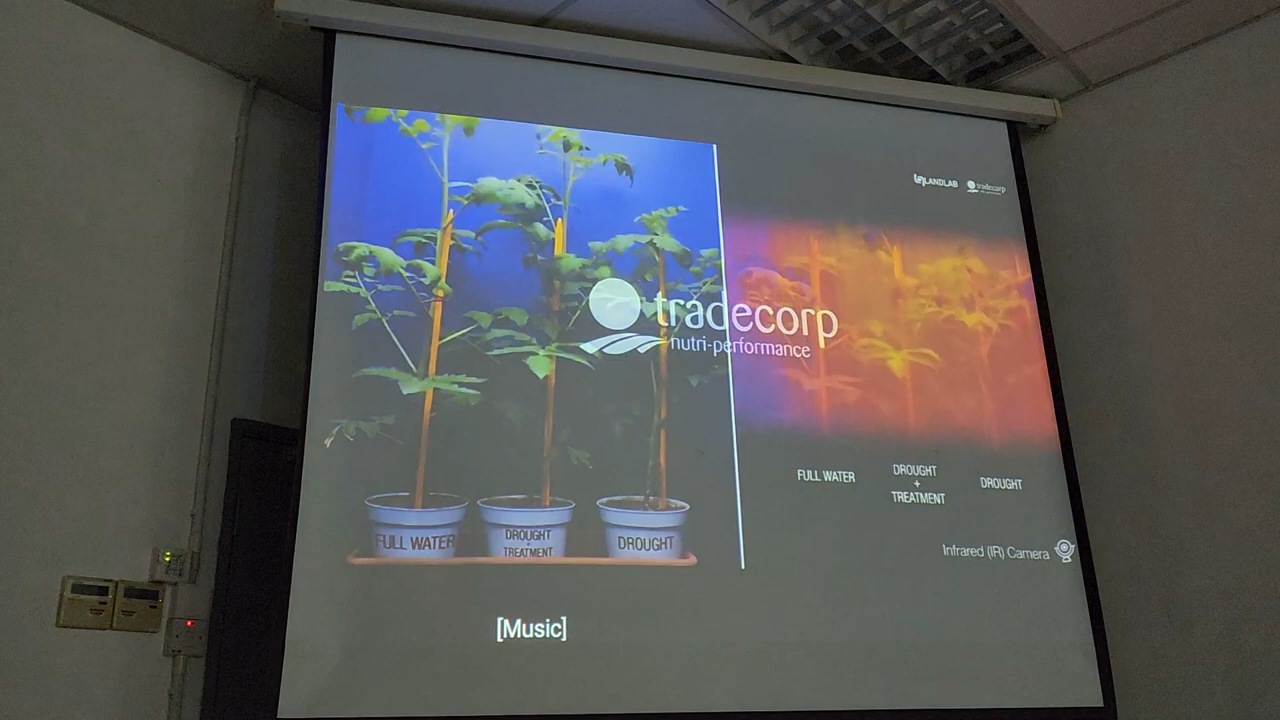 LANDLAB
tradecorp
tradecorp
nutri-performance
FULL WATER
DROUGHT
+
TREATMENT
DROUGHT
FULL WATER
DROUGHT
+
TREATMENT
DROUGHT
Infrared (IR) Camera
[Music]